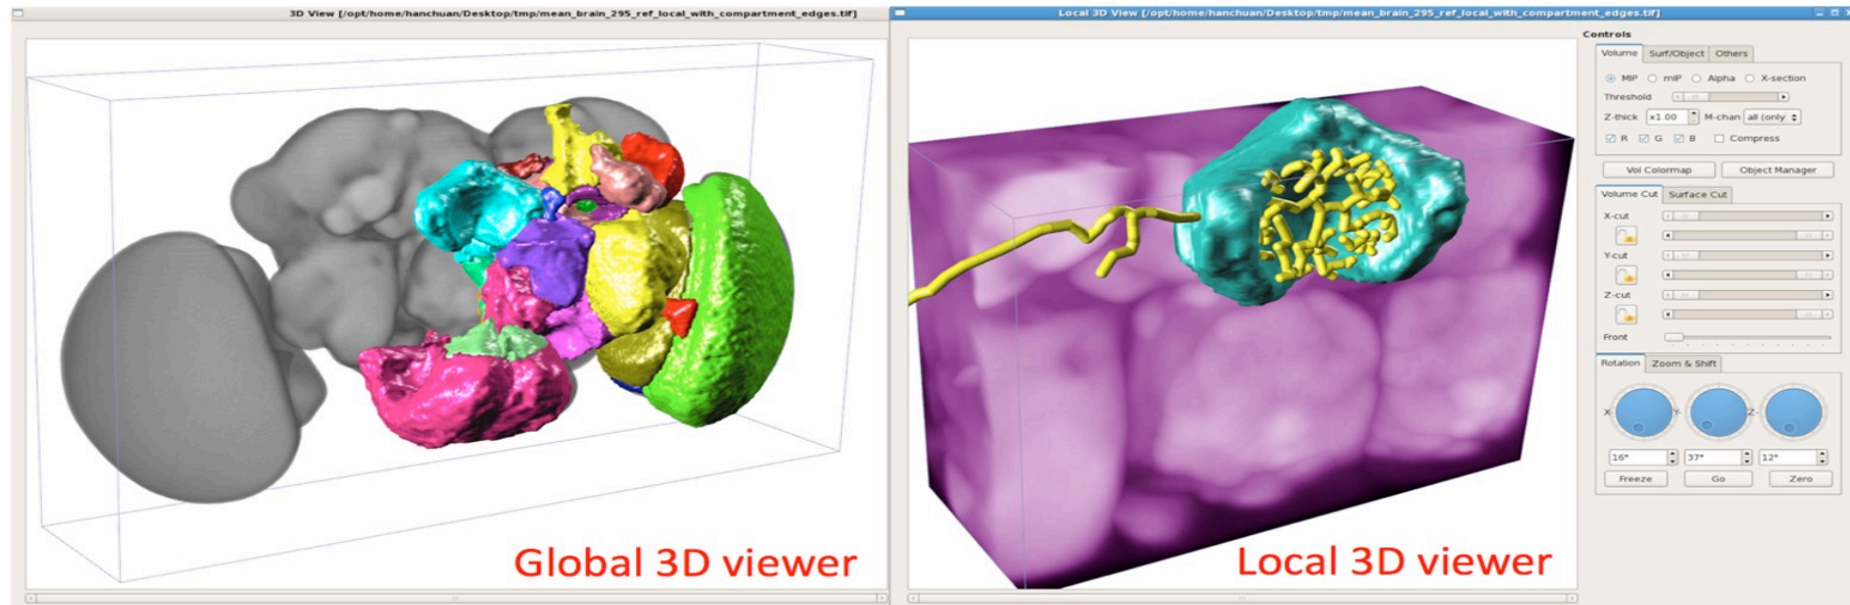 3D View [/opt/home/hanchuan/Desktop/tmp/mean_brain_295_ref_local_with_compartment_edges.tif]
Local 3D View [/opt/home/hanchuan/Desktop/tmp/mean_brain_295_ref_local_with_compartment_edges.tif]
Global 3D viewer
Local 3D viewer
Controls
Volume Surf/Object Others
MIP mIP Alpha X-section
Threshold
Z-thick x1.00 M-chan all (only
R G B Compress
Vol Colormap Object Manager
Volume Cut Surface Cut
X-cut
Y-cut
Z-cut
Front
Rotation Zoom & Shift
X- Y- Z-
16° 37° 12°
Freeze Go Zero